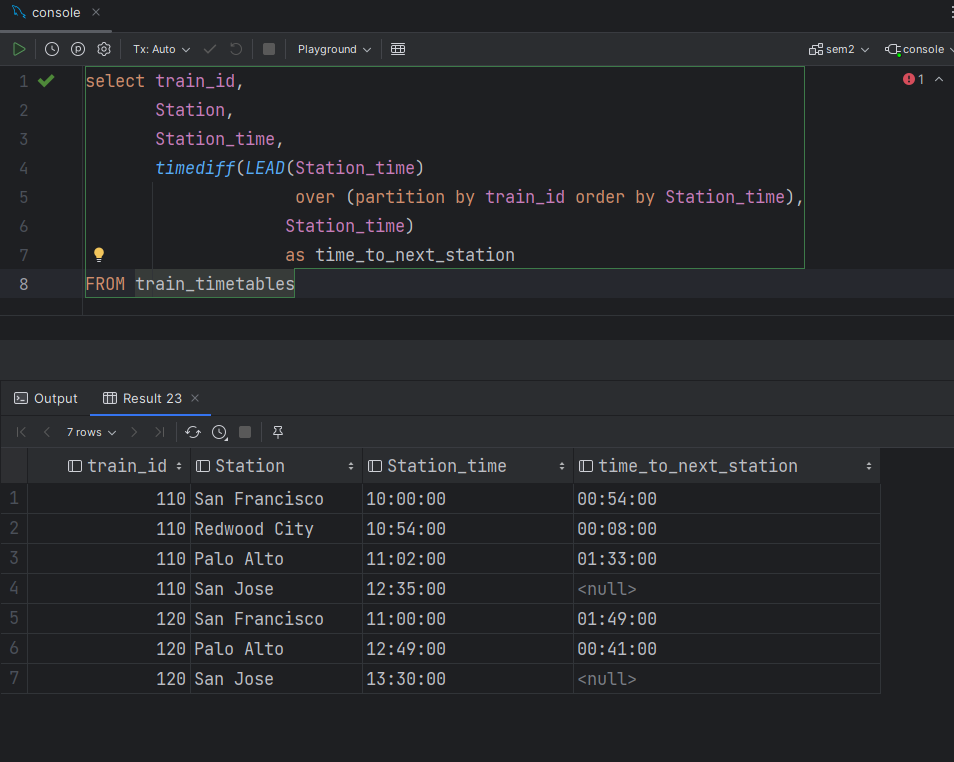 console
Tx: Auto Playground sem2 console
1 select train_id, 1
2 Station,
3 Station_time,
4 timediff(LEAD(Station_time)
5 over (partition by train_id order by Station_time),
6 Station_time)
7 as time_to_next_station
8 FROM train_timetables
Output Result 23
7 rows
train_id Station Station_time time_to_next_station
1 110 San Francisco 10:00:00 00:54:00
2 110 Redwood City 10:54:00 00:08:00
3 110 Palo Alto 11:02:00 01:33:00
4 110 San Jose 12:35:00 <null>
5 120 San Francisco 11:00:00 01:49:00
6 120 Palo Alto 12:49:00 00:41:00
7 120 San Jose 13:30:00 <null>